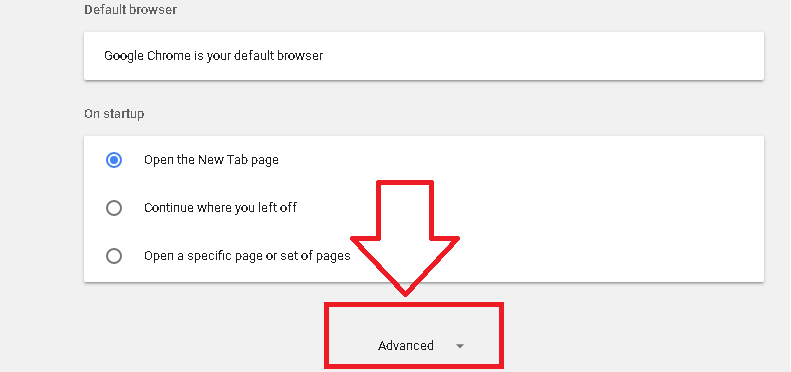 Default browser
Google Chrome is your default browser
On startup
Open the New Tab page
Continue where you left off
Open a specific page or set of pages
Advanced